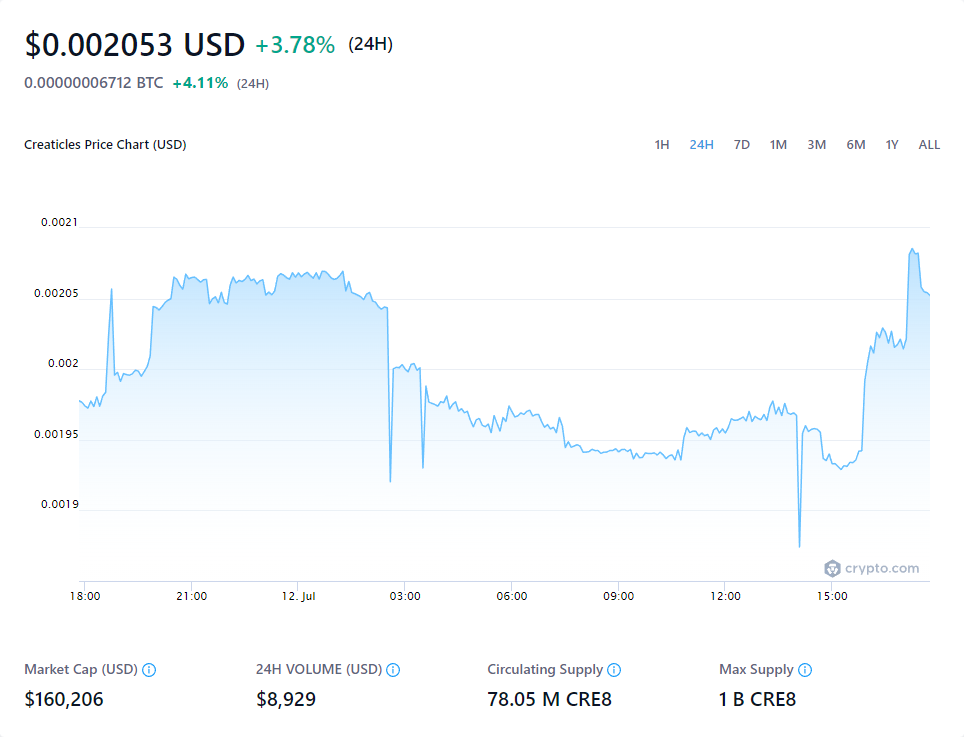 $0.002053 USD +3.78% (24H)
0.00000006712 BTC +4.11% (24H)
Creaticles Price Chart (USD) 1H 24H 7D 1M 3M 6M 1Y ALL
0.0021
0.00205
0.002
0.00195
0.0019
crypto.com
18:00 21:00 12. Jul 03:00 06:00 09:00 12:00 15:00
Market Cap (USD) 24H VOLUME (USD) Circulating Supply Max Supply
$160,206 $8,929 78.05 M CRE8 1 B CRE8